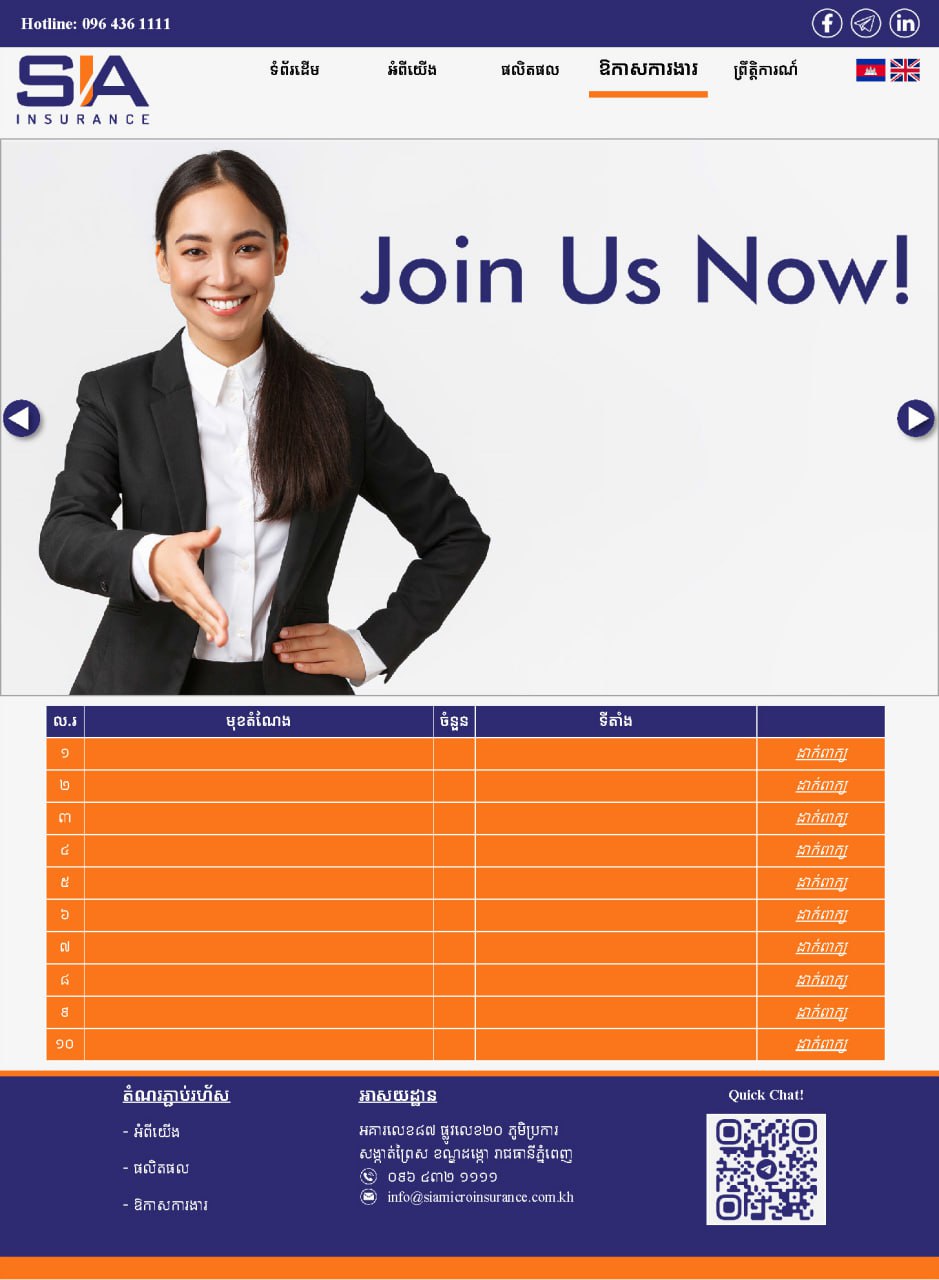 Hotline: 096 436 1111
SIA
INSURANCE
ទំព័រដើម អំពីយើង ផលិតផល ឱកាសការងារ ព្រឹត្តិការណ៍
Join Us Now!
ល.រ មុខតំណែង ចំនួន ទីតាំង
១ ដាក់ពាក្យ
២ ដាក់ពាក្យ
៣ ដាក់ពាក្យ
៤ ដាក់ពាក្យ
៥ ដាក់ពាក្យ
៦ ដាក់ពាក្យ
៧ ដាក់ពាក្យ
៨ ដាក់ពាក្យ
៩ ដាក់ពាក្យ
១០ ដាក់ពាក្យ
តំណរភ្ជាប់រហ័ស
- អំពីយើង
- ផលិតផល
- ឱកាសការងារ
អាសយដ្ឋាន
អគារលេខ៨៧ ផ្លូវលេខ២០ ភូមិប្រការ
សង្កាត់ព្រៃស ខណ្ឌដង្កោ រាជធានីភ្នំពេញ
០៩៦ ៤៣២ ១១១១
info@siamicroinsurance.com.kh
Quick Chat!